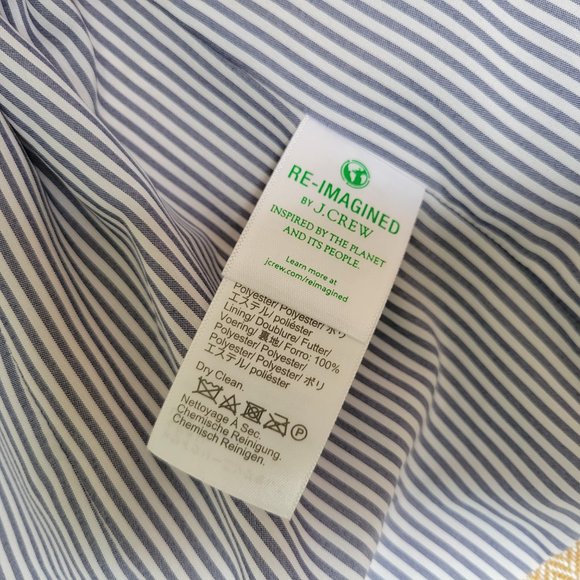 RE-IMAGINED
BY J.CREW
INSPIRED BY THE PLANET
AND ITS PEOPLE.
Learn more at
jcrew.com/reimagined
Polyester/ Polyester/ ポリ
エステル/ poliéster
Lining/ Doublure/ Futter/
Voering/ 裏地/ Forro: 100%
Polyester/ Polyester/
Polyester/ Polyester/ ポリ
エステル/ poliéster
Dry Clean.
P
Nettoyage À Sec.
Chemische Reinigung.
Chemisch Reinigen.